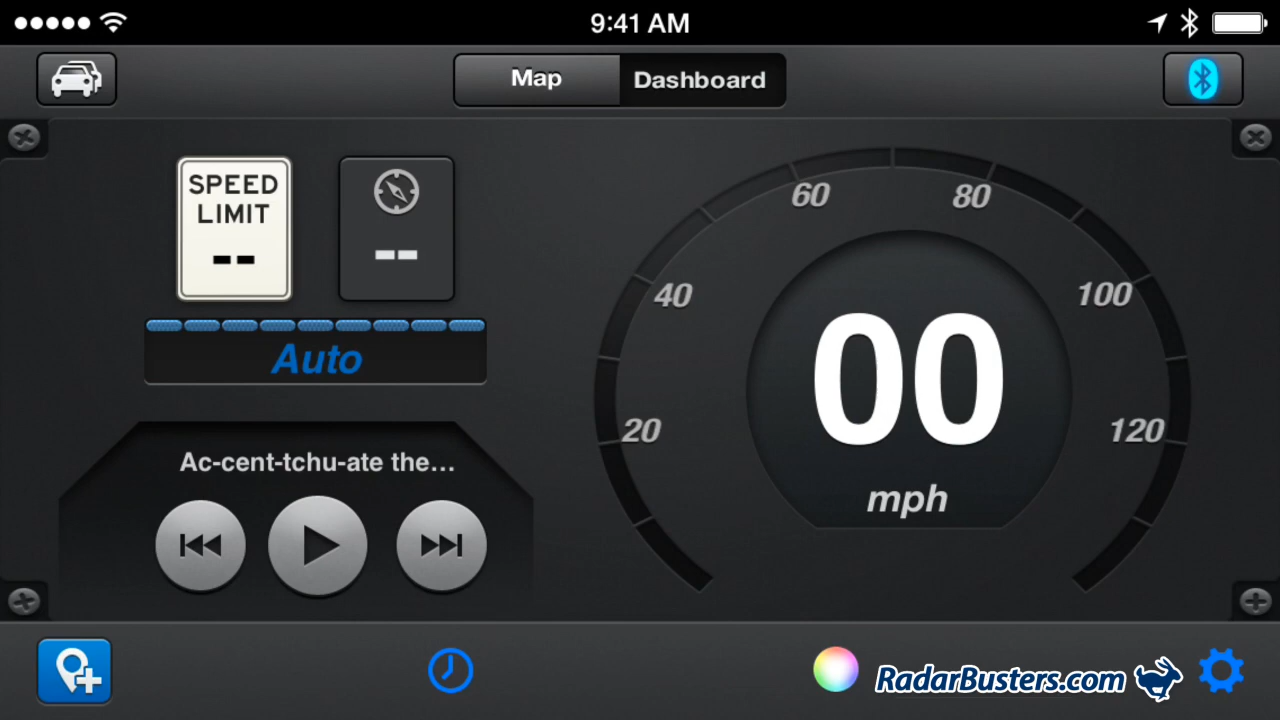 9:41 AM
Map
Dashboard
SPEED
LIMIT
--
--
Auto
Ac-cent-tchu-ate the...
20
40
60
80
100
120
00
mph
RadarBusters.com